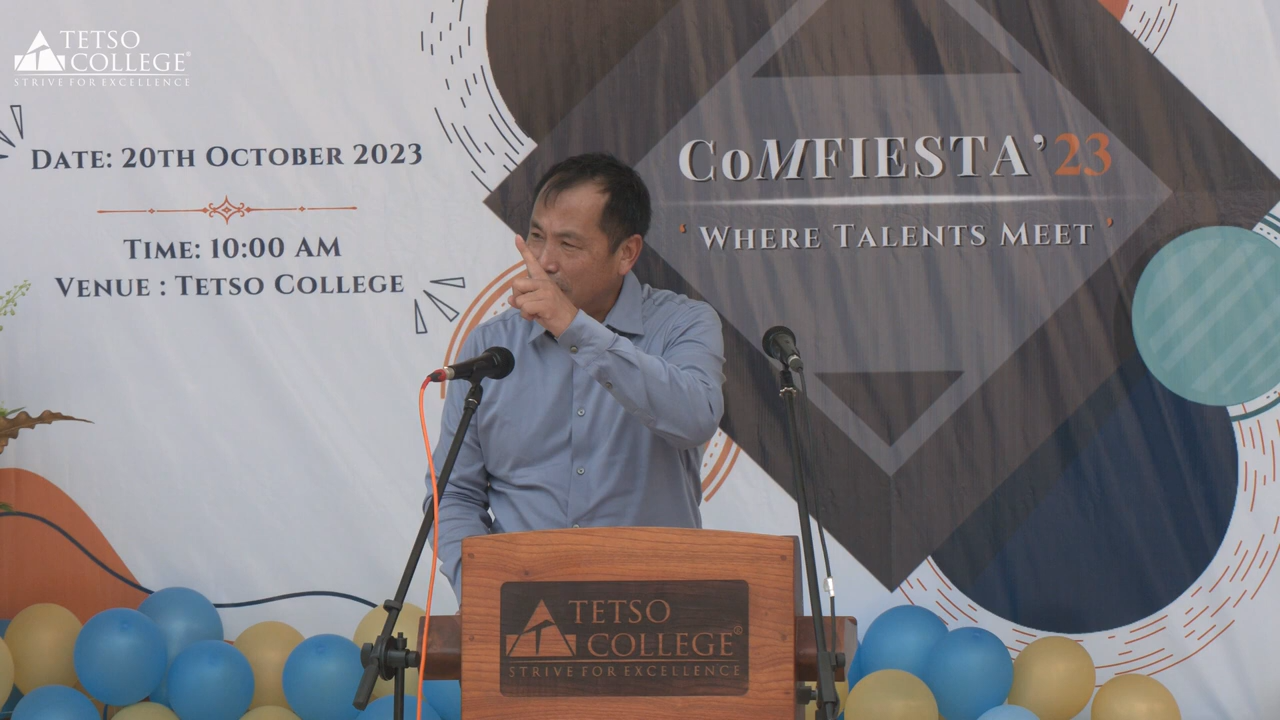 TETSO
COLLEGE®
STRIVE FOR EXCELLENCE
DATE: 20TH OCTOBER 2023
TIME: 10:00 AM
VENUE : TETSO COLLEGE
COMFIESTA'23
' WHERE TALENTS MEET '
TETSO
COLLEGE®
STRIVE FOR EXCELLENCE